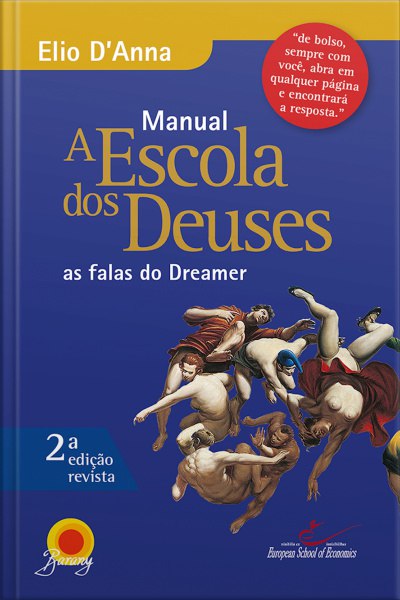 Elio D'Anna
"de bolso,
sempre com
você, abra em
qualquer página
e encontrará
a resposta."
Manual
A Escola
dos Deuses
as falas do Dreamer
2a
edição
revista
Barany
European School of Economics